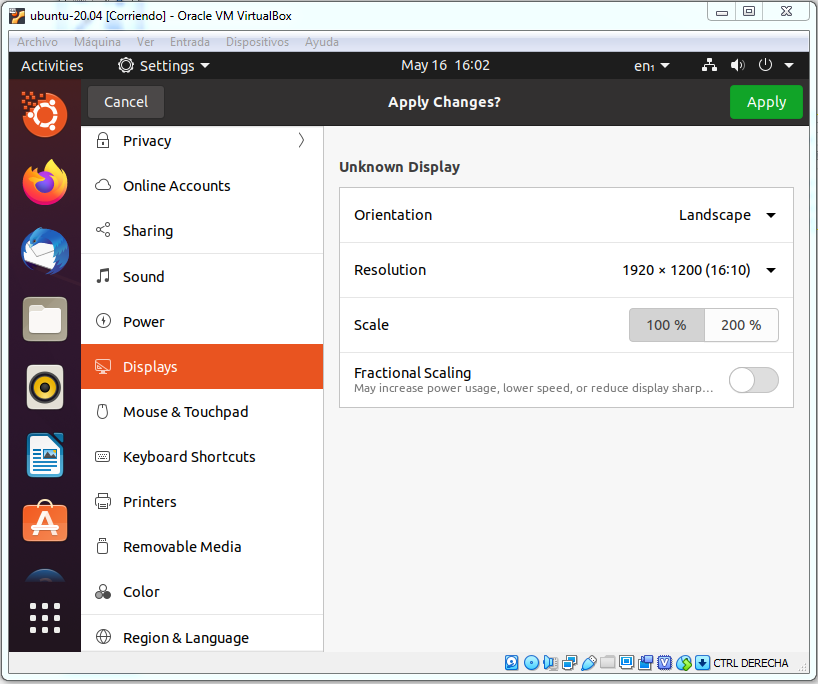 ubuntu-20.04 [Corriendo] - Oracle VM VirtualBox
Archivo Máquina Ver Entrada Dispositivos Ayuda
Activities Settings May 16 16:02 en₁
Cancel Apply Changes? Apply
Privacy
Online Accounts
Sharing
Sound
Power
Displays
Mouse & Touchpad
Keyboard Shortcuts
Printers
Removable Media
Color
Region & Language
Unknown Display
Orientation Landscape
Resolution 1920 × 1200 (16:10)
Scale 100 % 200 %
Fractional Scaling
May increase power usage, lower speed, or reduce display sharp…
CTRL DERECHA